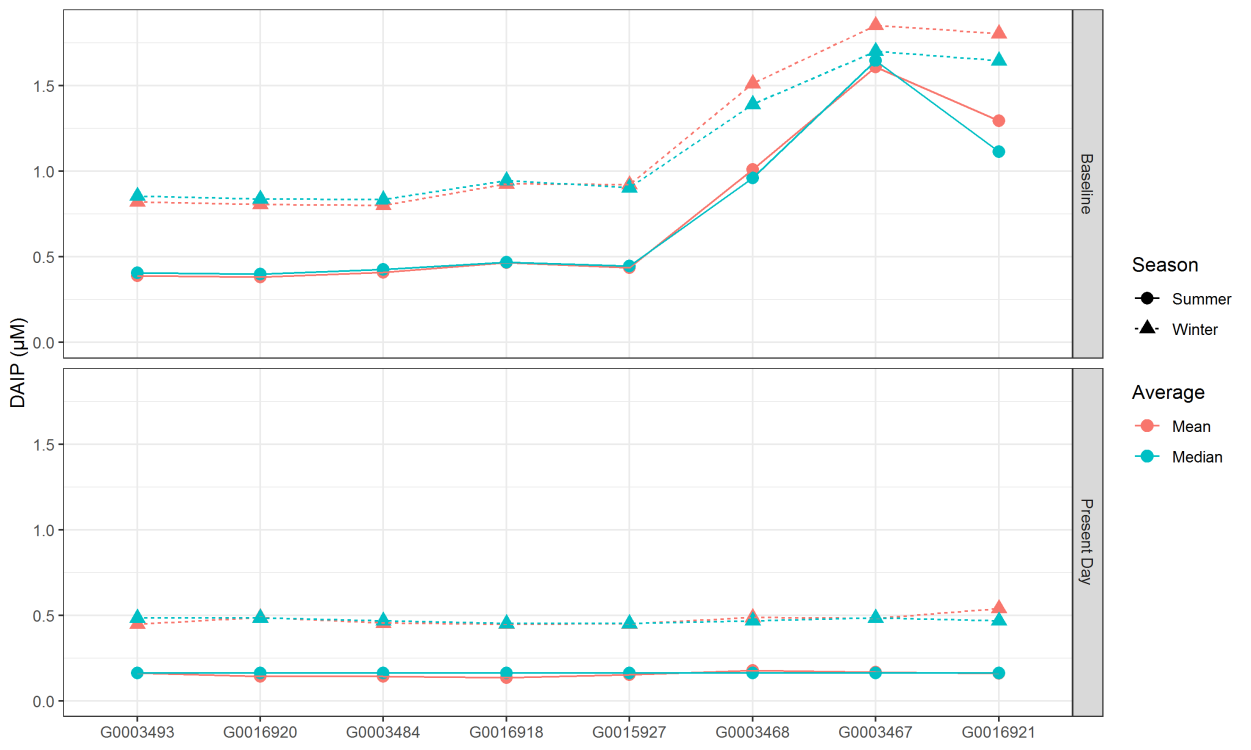 DAIP (µM)
1.5
1.0
0.5
0.0
Baseline
1.5
1.0
0.5
0.0
Present Day
G0003493 G0016920 G0003484 G0016918 G0015927 G0003468 G0003467 G0016921
Season
Summer
Winter
Average
Mean
Median